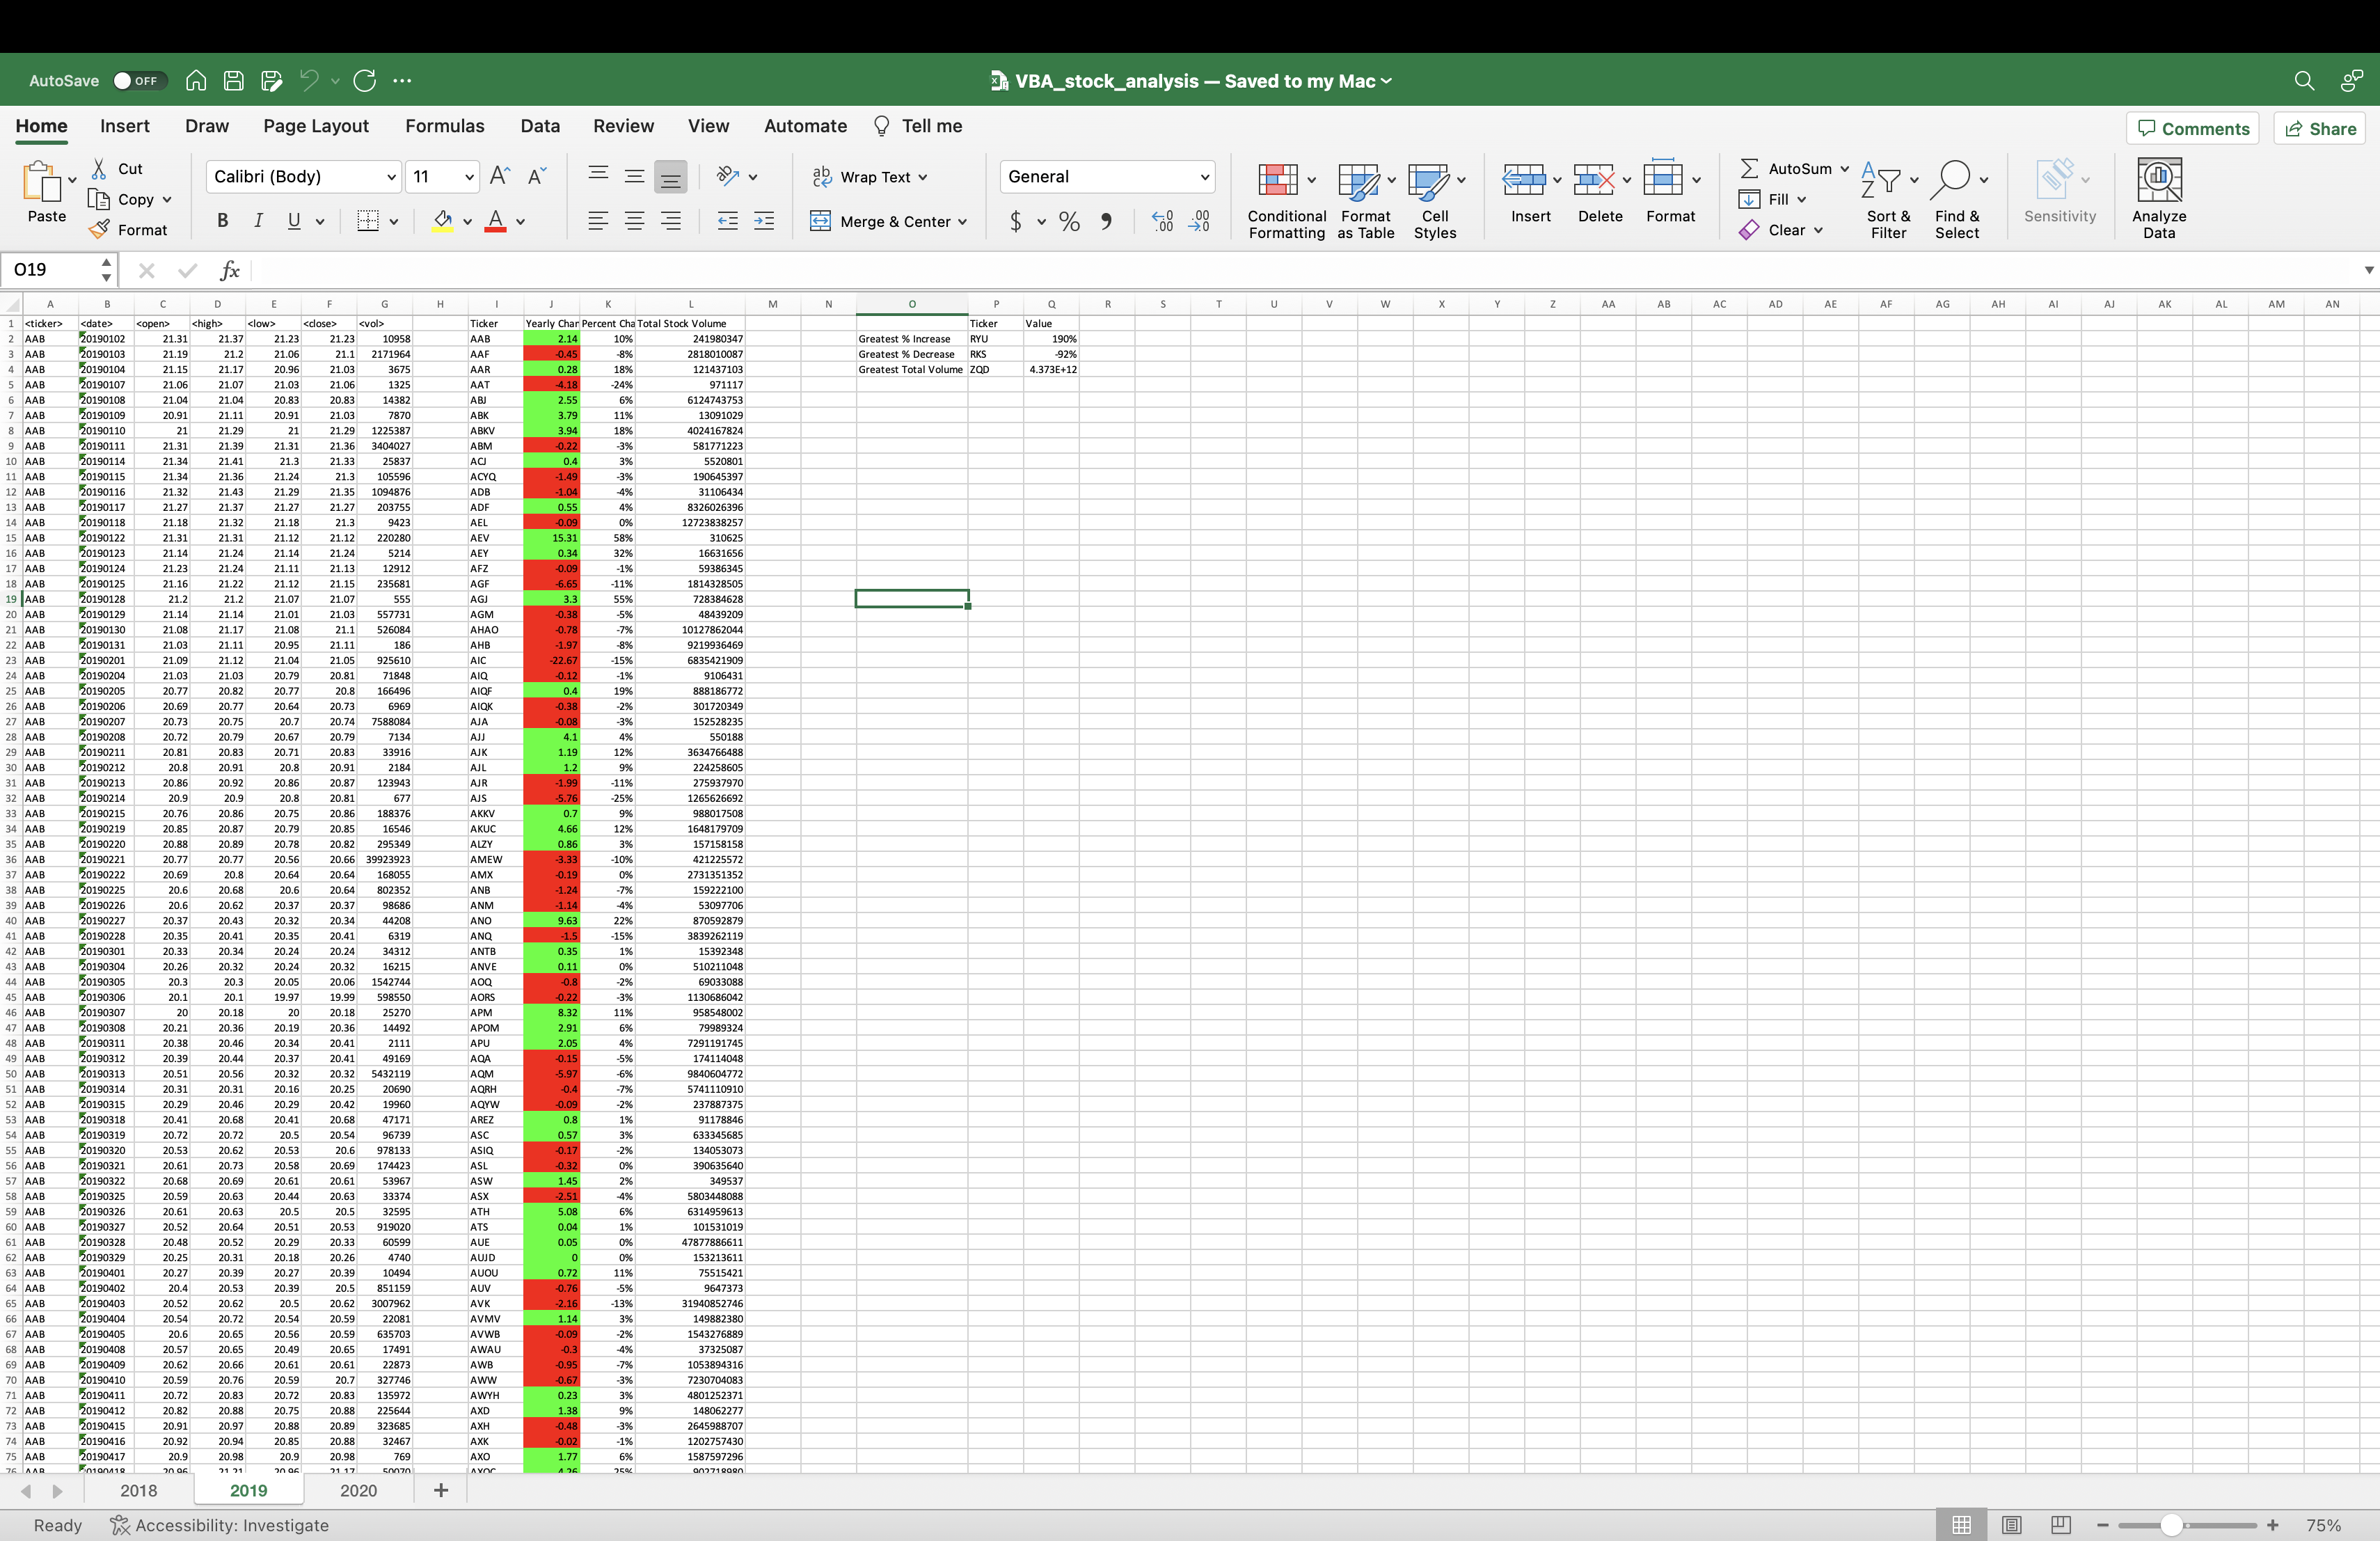 AutoSave OFF VBA_stock_analysis — Saved to my Mac
Home Insert Draw Page Layout Formulas Data Review View Automate Tell me Comments Share
Paste Cut Copy Format Calibri (Body) 11 B I U Wrap Text Merge & Center General $ % Conditional Formatting Format as Table Cell Styles Insert Delete Format AutoSum Fill Clear Sort & Filter Find & Select Sensitivity Analyze Data
O19 fx
A B C D E F G H I J K L M N O P Q R S T U V W X Y Z AA AB AC AD AE AF AG AH AI AJ AK AL AM AN
1 <ticker> <date> <open> <high> <low> <close> <vol> Ticker Yearly Char Percent Cha Total Stock Volume Ticker Value
2 AAB 20190102 21.31 21.37 21.23 21.23 10958 AAB 2.14 10% 241980347 Greatest % Increase RYU 190%
3 AAB 20190103 21.19 21.2 21.06 21.1 2171964 AAF -0.45 -8% 2818010087 Greatest % Decrease RKS -92%
4 AAB 20190104 21.15 21.17 20.96 21.03 3675 AAR 0.28 18% 121437103 Greatest Total Volume ZQD 4.373E+12
5 AAB 20190107 21.06 21.07 21.03 21.06 1325 AAT -4.18 -24% 971117
6 AAB 20190108 21.04 21.04 20.83 20.83 14382 ABJ 2.55 6% 6124743753
7 AAB 20190109 20.91 21.11 20.91 21.03 7870 ABK 3.79 11% 13091029
8 AAB 20190110 21 21.29 21 21.29 1225387 ABKV 3.94 18% 4024167824
9 AAB 20190111 21.31 21.39 21.31 21.36 3404027 ABM -0.22 -3% 581771223
10 AAB 20190114 21.34 21.41 21.3 21.33 25837 ACJ 0.4 3% 5520801
11 AAB 20190115 21.34 21.36 21.24 21.3 105596 ACYQ -1.49 -3% 190645397
12 AAB 20190116 21.32 21.43 21.29 21.35 1094876 ADB -1.04 -4% 31106434
13 AAB 20190117 21.27 21.37 21.27 21.27 203755 ADF 0.55 4% 8326026396
14 AAB 20190118 21.18 21.32 21.18 21.3 9423 AEL -0.09 0% 12723838257
15 AAB 20190122 21.31 21.31 21.12 21.12 220280 AEV 15.31 58% 310625
16 AAB 20190123 21.14 21.24 21.14 21.24 5214 AEY 0.34 32% 16631656
17 AAB 20190124 21.23 21.24 21.11 21.13 12912 AFZ -0.09 -1% 59386345
18 AAB 20190125 21.16 21.22 21.12 21.15 235681 AGF -6.65 -11% 1814328505
19 AAB 20190128 21.2 21.2 21.07 21.07 555 AGJ 3.3 55% 728384628
20 AAB 20190129 21.14 21.14 21.01 21.03 557731 AGM -0.38 -5% 48439209
21 AAB 20190130 21.08 21.17 21.08 21.1 526084 AHAO -0.78 -7% 10127862044
22 AAB 20190131 21.03 21.11 20.95 21.11 186 AHB -1.97 -8% 9219936469
23 AAB 20190201 21.09 21.12 21.04 21.05 925610 AIC -22.67 -15% 6835421909
24 AAB 20190204 21.03 21.03 20.79 20.81 71848 AIQ -0.12 -1% 9106431
25 AAB 20190205 20.77 20.82 20.77 20.8 166496 AIQF 0.4 19% 888186772
26 AAB 20190206 20.69 20.77 20.64 20.73 6969 AIQK -0.38 -2% 301720349
27 AAB 20190207 20.73 20.75 20.7 20.74 7588084 AJA -0.08 -3% 152528235
28 AAB 20190208 20.72 20.79 20.67 20.79 7134 AJJ 4.1 4% 550188
29 AAB 20190211 20.81 20.83 20.71 20.83 33916 AJK 1.19 12% 3634766488
30 AAB 20190212 20.8 20.91 20.8 20.91 2184 AJL 1.2 9% 224258605
31 AAB 20190213 20.86 20.92 20.86 20.87 123943 AJR -1.99 -11% 275937970
32 AAB 20190214 20.9 20.9 20.8 20.81 677 AJS -5.76 -25% 1265626692
33 AAB 20190215 20.76 20.86 20.75 20.86 188376 AKKV 0.7 9% 988017508
34 AAB 20190219 20.85 20.87 20.79 20.85 16546 AKUC 4.66 12% 1648179709
35 AAB 20190220 20.88 20.89 20.78 20.82 295349 ALZY 0.86 3% 157158158
36 AAB 20190221 20.77 20.77 20.56 20.66 39923923 AMEW -3.33 -10% 421225572
37 AAB 20190222 20.69 20.8 20.64 20.64 168055 AMX -0.19 0% 2731351352
38 AAB 20190225 20.6 20.68 20.6 20.64 802352 ANB -1.24 -7% 159222100
39 AAB 20190226 20.6 20.62 20.37 20.37 98686 ANM -1.14 -4% 53097706
40 AAB 20190227 20.37 20.43 20.32 20.34 44208 ANO 9.63 22% 870592879
41 AAB 20190228 20.35 20.41 20.35 20.41 6319 ANQ -1.5 -15% 3839262119
42 AAB 20190301 20.33 20.34 20.24 20.24 34312 ANTB 0.35 1% 15392348
43 AAB 20190304 20.26 20.32 20.24 20.32 16215 ANVE 0.11 0% 510211048
44 AAB 20190305 20.3 20.3 20.05 20.06 1542744 AOQ -0.8 -2% 69033088
45 AAB 20190306 20.1 20.1 19.97 19.99 598550 AORS -0.22 -3% 1130686042
46 AAB 20190307 20 20.18 20 20.18 25270 APM 8.32 11% 958548002
47 AAB 20190308 20.21 20.36 20.19 20.36 14492 APOM 2.91 6% 79989324
48 AAB 20190311 20.38 20.46 20.34 20.41 2111 APU 2.05 4% 7291191745
49 AAB 20190312 20.39 20.44 20.37 20.41 49169 AQA -0.15 -5% 174114048
50 AAB 20190313 20.51 20.56 20.32 20.32 5432119 AQM -5.97 -6% 9840604772
51 AAB 20190314 20.31 20.31 20.16 20.25 20690 AQRH -0.4 -7% 5741110910
52 AAB 20190315 20.29 20.46 20.29 20.42 19960 AQYW -0.09 -2% 237887375
53 AAB 20190318 20.41 20.68 20.41 20.68 47171 AREZ 0.8 1% 91178846
54 AAB 20190319 20.72 20.72 20.5 20.54 96739 ASC 0.57 3% 633345685
55 AAB 20190320 20.53 20.62 20.53 20.6 978133 ASIQ -0.17 -2% 134053073
56 AAB 20190321 20.61 20.73 20.58 20.69 174423 ASL -0.32 0% 390635640
57 AAB 20190322 20.68 20.69 20.61 20.61 53967 ASW 1.45 2% 349537
58 AAB 20190325 20.59 20.63 20.44 20.63 33374 ASX -2.51 -4% 5803448088
59 AAB 20190326 20.61 20.63 20.5 20.5 32595 ATH 5.08 6% 6314959613
60 AAB 20190327 20.52 20.64 20.51 20.53 919020 ATS 0.04 1% 101531019
61 AAB 20190328 20.48 20.52 20.29 20.33 60599 AUE 0.05 0% 47877886611
62 AAB 20190329 20.25 20.31 20.18 20.26 4740 AUJD 0 0% 153213611
63 AAB 20190401 20.27 20.39 20.27 20.39 10494 AUOU 0.72 11% 75515421
64 AAB 20190402 20.4 20.53 20.39 20.5 851159 AUV -0.76 -5% 9647373
65 AAB 20190403 20.52 20.62 20.5 20.62 3007962 AVK -2.16 -13% 31940852746
66 AAB 20190404 20.54 20.72 20.54 20.59 22081 AVMV 1.14 3% 149882380
67 AAB 20190405 20.6 20.65 20.56 20.59 635703 AVWB -0.09 -2% 1543276889
68 AAB 20190408 20.57 20.65 20.49 20.65 17491 AWAU -0.3 -4% 37325087
69 AAB 20190409 20.62 20.66 20.61 20.61 22873 AWB -0.95 -7% 1053894316
70 AAB 20190410 20.59 20.76 20.59 20.7 327746 AWW -0.67 -3% 7230704083
71 AAB 20190411 20.72 20.83 20.72 20.83 135972 AWYH 0.23 3% 4801252371
72 AAB 20190412 20.82 20.88 20.75 20.88 225644 AXD 1.38 9% 148062277
73 AAB 20190415 20.91 20.97 20.88 20.89 323685 AXH -0.48 -3% 2645988707
74 AAB 20190416 20.92 20.94 20.85 20.88 32467 AXK -0.02 -1% 1202757430
75 AAB 20190417 20.9 20.98 20.9 20.98 769 AXO 1.77 6% 1587597296
76 AAB 20190418 20.96 21.21 20.96 21.17 50070 AXOC 4.26 25% 902718980
2018 2019 2020 +
Ready Accessibility: Investigate 75%